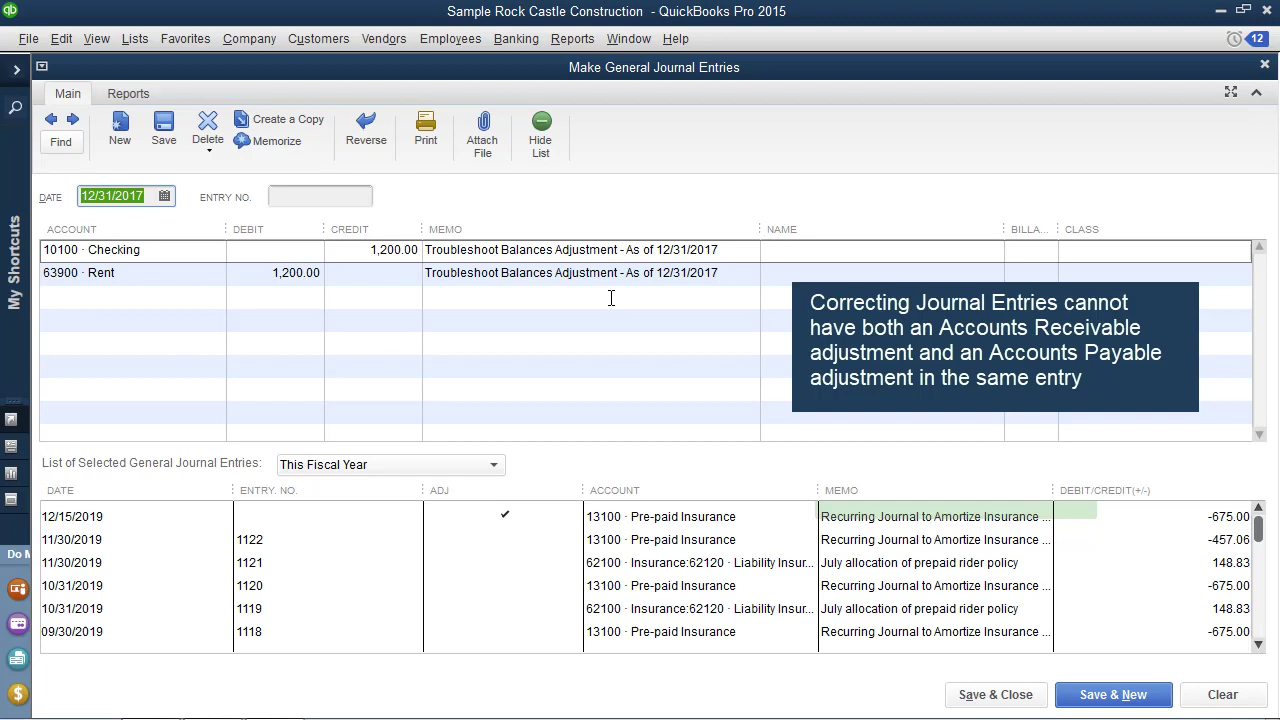 Sample Rock Castle Construction - QuickBooks Pro 2015
12
File Edit View Lists Favorites Company Customers Vendors Employees Banking Reports Window Help
Make General Journal Entries
Main Reports
Find
New
Save
Delete
Create a Copy
Memorize
Reverse
Print
Attach
File
Hide
List
DATE 12/31/2017 ENTRY NO.
ACCOUNT DEBIT CREDIT MEMO NAME BILLA... CLASS
10100 · Checking 1,200.00 Troubleshoot Balances Adjustment - As of 12/31/2017
63900 · Rent 1,200.00 Troubleshoot Balances Adjustment - As of 12/31/2017
Correcting Journal Entries cannot
have both an Accounts Receivable
adjustment and an Accounts Payable
adjustment in the same entry
My Shortcuts
Do M
List of Selected General Journal Entries: This Fiscal Year
DATE ENTRY. NO. ADJ ACCOUNT MEMO DEBIT/CREDIT(+/-)
12/15/2019 ✓ 13100 · Pre-paid Insurance Recurring Journal to Amortize Insurance ... -675.00
11/30/2019 1122 13100 · Pre-paid Insurance Recurring Journal to Amortize Insurance ... -457.06
11/30/2019 1121 62100 · Insurance:62120 · Liability Insur... July allocation of prepaid rider policy 148.83
10/31/2019 1120 13100 · Pre-paid Insurance Recurring Journal to Amortize Insurance ... -675.00
10/31/2019 1119 62100 · Insurance:62120 · Liability Insur... July allocation of prepaid rider policy 148.83
09/30/2019 1118 13100 · Pre-paid Insurance Recurring Journal to Amortize Insurance ... -675.00
Save & Close Save & New Clear